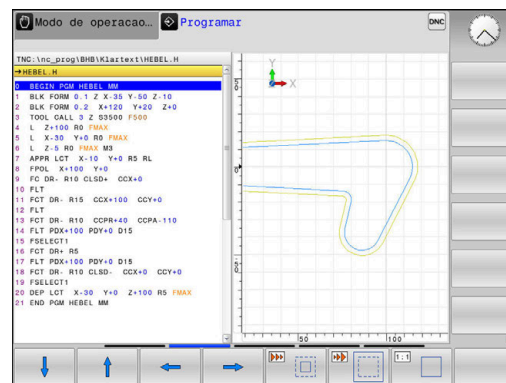 Modo de operacao...
Programar
DNC
TNC:\nc_prog\BHB\Klartext\HEBEL.H
→HEBEL.H
0 BEGIN PGM HEBEL MM
1 BLK FORM 0.1 Z X-35 Y-50 Z-10
2 BLK FORM 0.2 X+120 Y+20 Z+0
3 TOOL CALL 3 Z S3500 F500
4 L Z+100 R0 FMAX
5 L X-30 Y+0 R0 FMAX
6 L Z-5 R0 FMAX M3
7 APPR LCT X-10 Y+0 R5 RL
8 FPOL X+100 Y+0
9 FC DR- R10 CLSD+ CCX+0
10 FLT
11 FCT DR- R15 CCX+100 CCY+0
12 FLT
13 FCT DR- R10 CCPR+40 CCPA-110
14 FLT PDX+100 PDY+0 D15
15 FSELECT1
16 FCT DR+ R5
17 FLT PDX+100 PDY+0 D15
18 FCT DR- R10 CLSD- CCX+0 CCY+0
19 FSELECT1
20 DEP LCT X-30 Y+0 Z+100 R5 FMAX
21 END PGM HEBEL MM
Y
X
50
0
-50
50
100
1:1